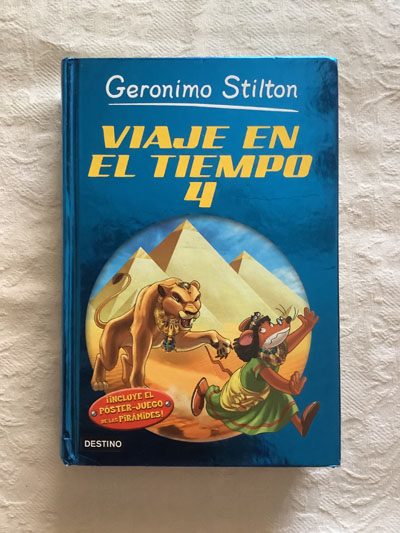 Geronimo Stilton
VIAJE EN
EL TIEMPO
4
¡INCLUYE EL
PÓSTER-JUEGO
DE LAS PIRÁMIDES!
DESTINO